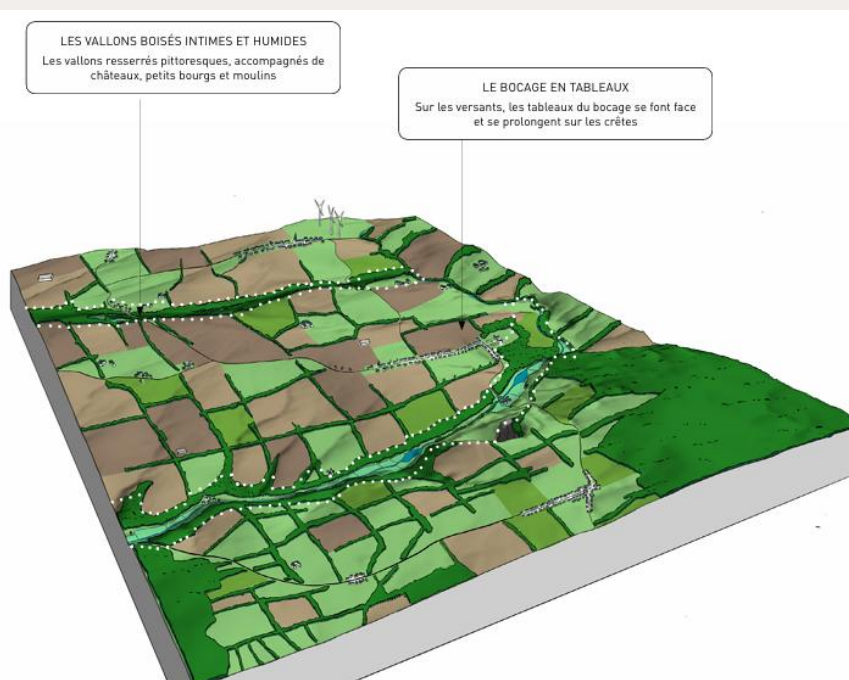 LES VALLONS BOISÉS INTIMES ET HUMIDES
Les vallons resserrés pittoresques, accompagnés de
châteaux, petits bourgs et moulins
LE BOCAGE EN TABLEAUX
Sur les versants, les tableaux du bocage se font face
et se prolongent sur les crêtes